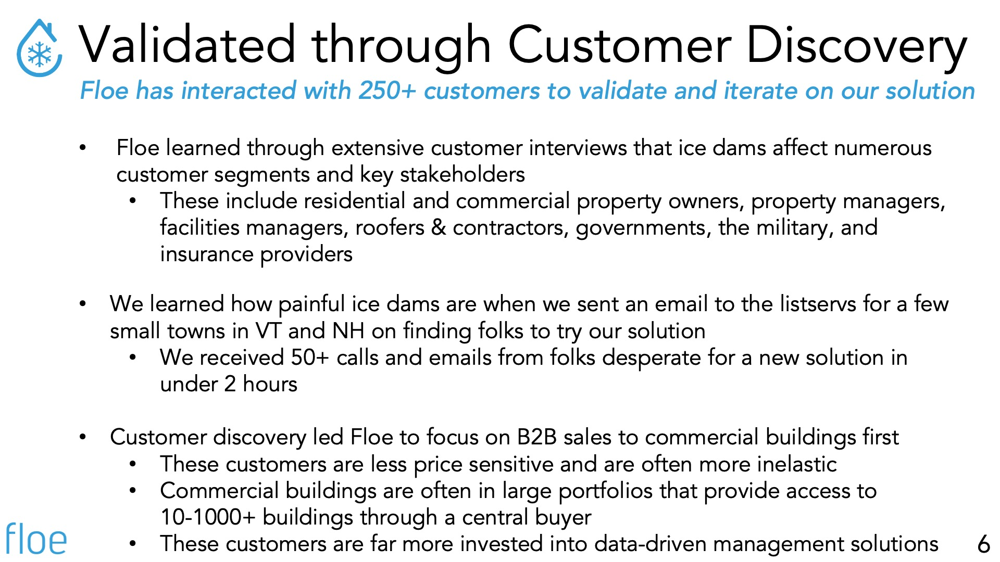 Validated through Customer Discovery
Floe has interacted with 250+ customers to validate and iterate on our solution
• Floe learned through extensive customer interviews that ice dams affect numerous
customer segments and key stakeholders
• These include residential and commercial property owners, property managers,
facilities managers, roofers & contractors, governments, the military, and
insurance providers
• We learned how painful ice dams are when we sent an email to the listservs for a few
small towns in VT and NH on finding folks to try our solution
• We received 50+ calls and emails from folks desperate for a new solution in
under 2 hours
• Customer discovery led Floe to focus on B2B sales to commercial buildings first
• These customers are less price sensitive and are often more inelastic
• Commercial buildings are often in large portfolios that provide access to
10-1000+ buildings through a central buyer
• These customers are far more invested into data-driven management solutions
floe
6